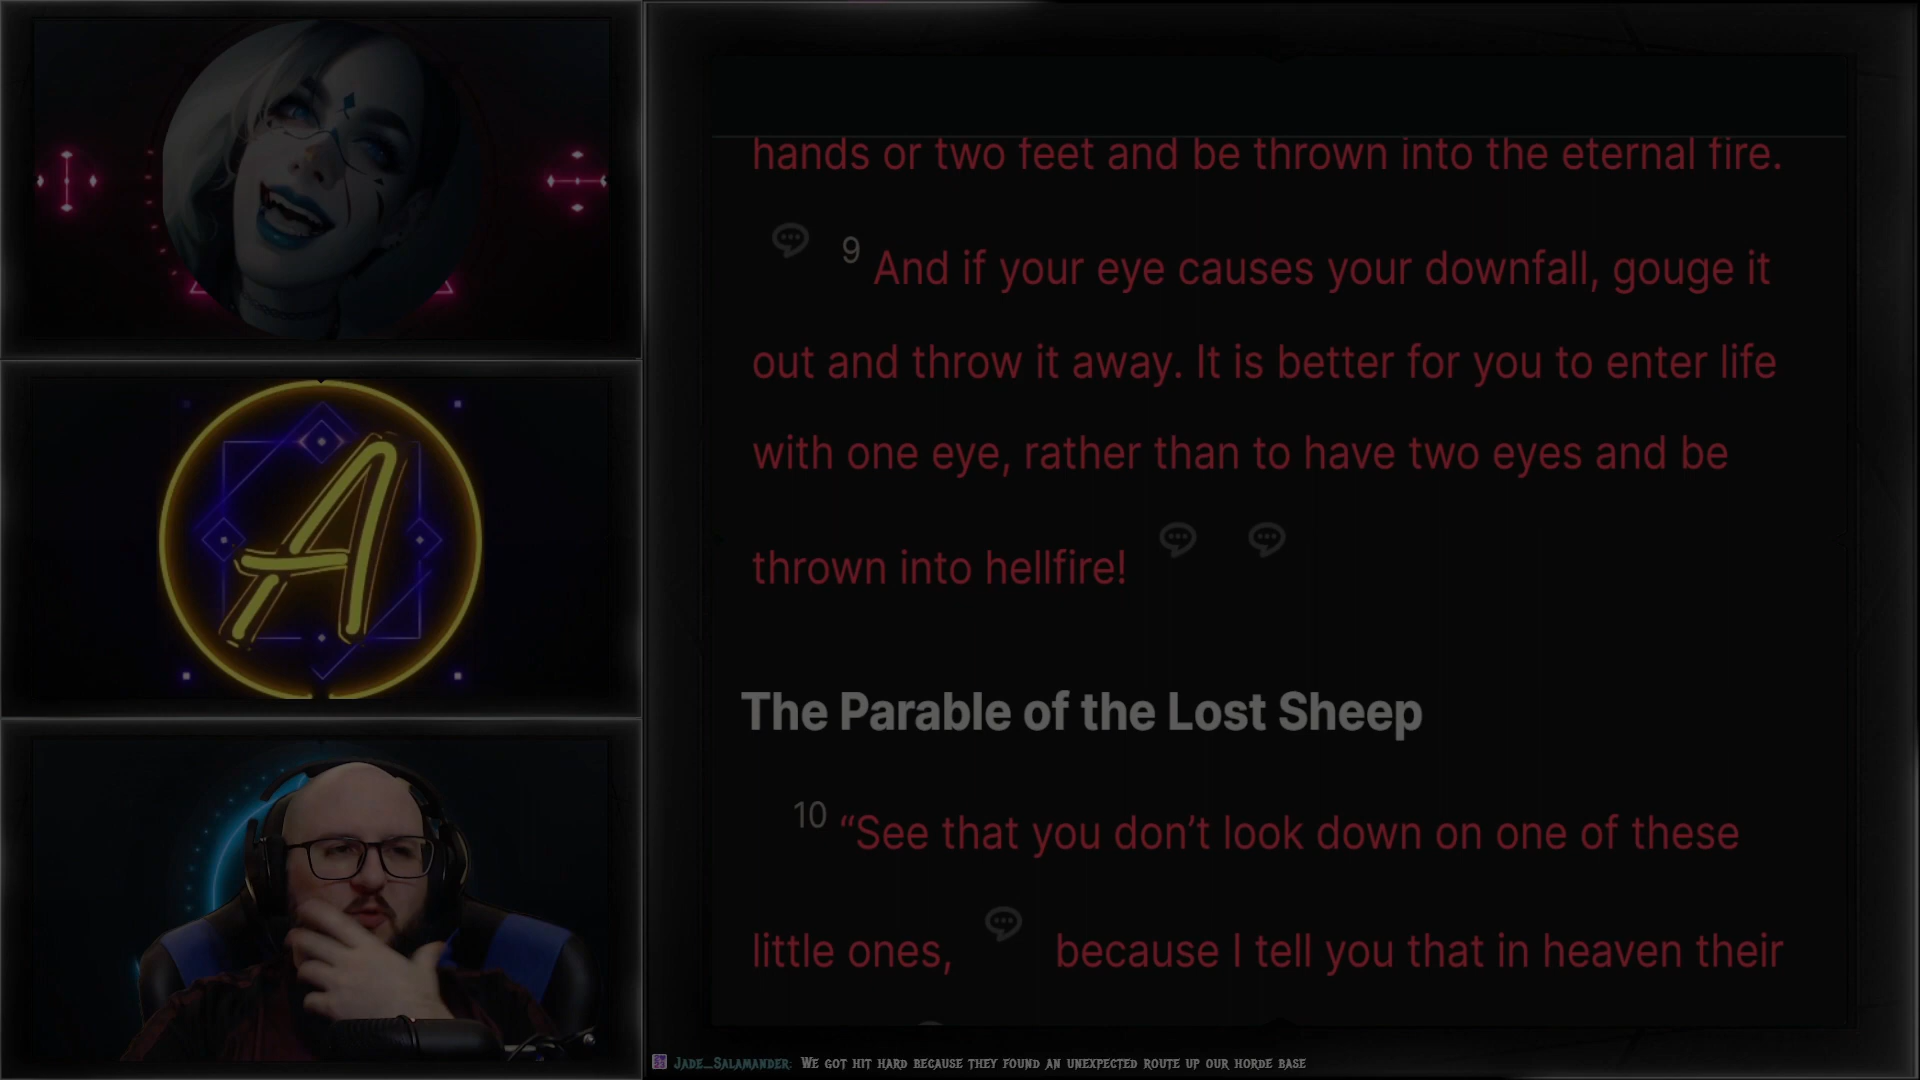 hands or two feet and be thrown into the eternal fire.
9 And if your eye causes your downfall, gouge it
out and throw it away. It is better for you to enter life
with one eye, rather than to have two eyes and be
thrown into hellfire!
The Parable of the Lost Sheep
10 “See that you don’t look down on one of these
little ones, because I tell you that in heaven their
A
Jade_Salamander: We got hit hard because they found an unexpected route up our horde base